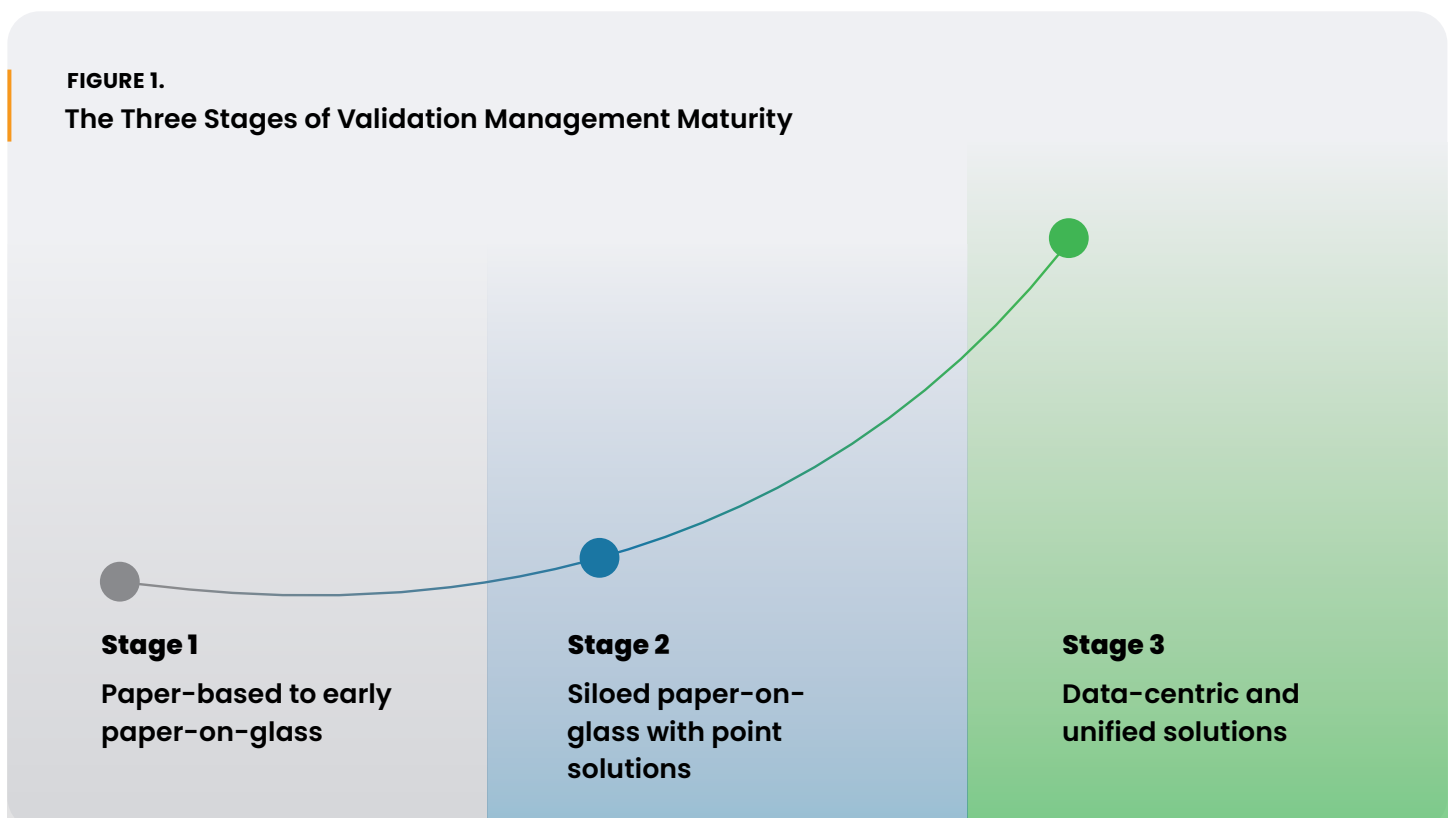 FIGURE 1.
The Three Stages of Validation Management Maturity
Stage 1
Paper-based to early
paper-on-glass
Stage 2
Siloed paper-on-
glass with point
solutions
Stage 3
Data-centric and
unified solutions